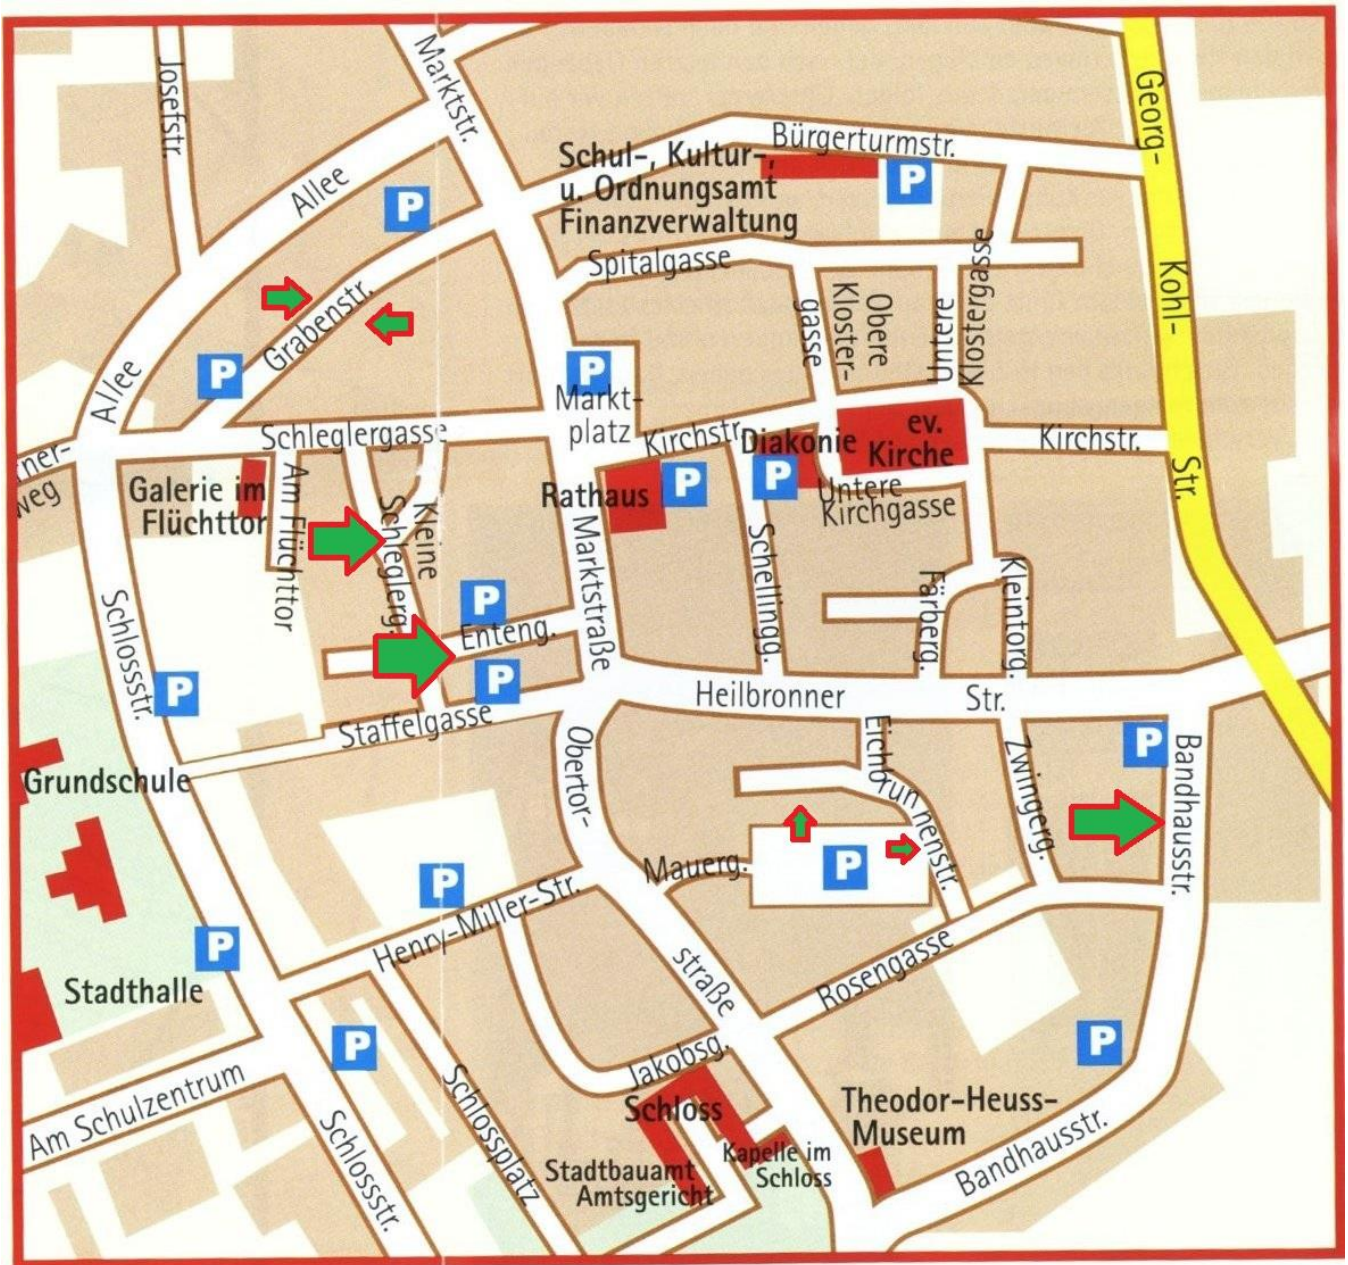 Josefstr.
Marktstr.
Georg-
Kohl-
Str.
Bürgerturmstr.
Schul-, Kultur-,
u. Ordnungsamt
Finanzverwaltung
P
P
Allee
Spitalgasse
Obere
Kloster-
gasse
Untere
Klostergasse
Grabenstr.
P
P
Allee
Markt-
platz
Schleglergasse
Kirchstr.
Diakonie
ev.
Kirche
Kirchstr.
ner-
weg
Galerie im
Flüchttor
Am Flüchttor
Kleine
Schleglerg.
Rathaus
P
P
Untere
Kirchgasse
Marktstraße
Schellingg.
Färberg.
Kleintorg.
P
Enteng.
P
Schlossstr.
P
Staffelgasse
Heilbronner
Str.
Obertor-
straße
Eichbrunnenstr.
Zwingerg.
P
Bandhausstr.
Grundschule
Mauerg.
P
P
Henry-Miller-Str.
P
Stadthalle
Rosengasse
P
P
Jakobsg.
Am Schulzentrum
Schlossstr.
Schlossplatz
Schloss
Theodor-Heuss-
Museum
Kapelle im
Schloss
Stadtbauamt
Amtsgericht
Bandhausstr.